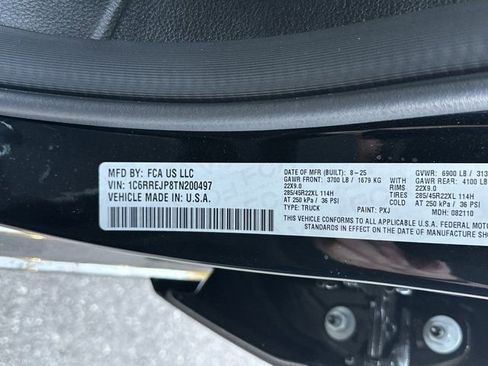 MFD BY: FCA US LLC
VIN: 1C6RREJP8TN200497
VEHICLE MADE IN: U.S.A.
DATE OF MFR (BUILT): 8-25
GAWR FRONT: 3700 LB / 1679 KG
22X9.0
285/45R22XL 114H
AT 250 kPa / 36 PSI
TYPE: TRUCK
GVWR: 6900 LB / 313
GAWR REAR: 4100 LB
22X9.0
TIRES 285/45R22XL 114H
COLD AT 250 kPa / 36 PSI
PAINT: PXJ MDH: 082110
THIS VEHICLE CONFORMS TO ALL APPLICABLE U.S.A. FEDERAL MOTO
STANDARDS IN EFFECT ON THE DATE OF MANUFACTURE SHO